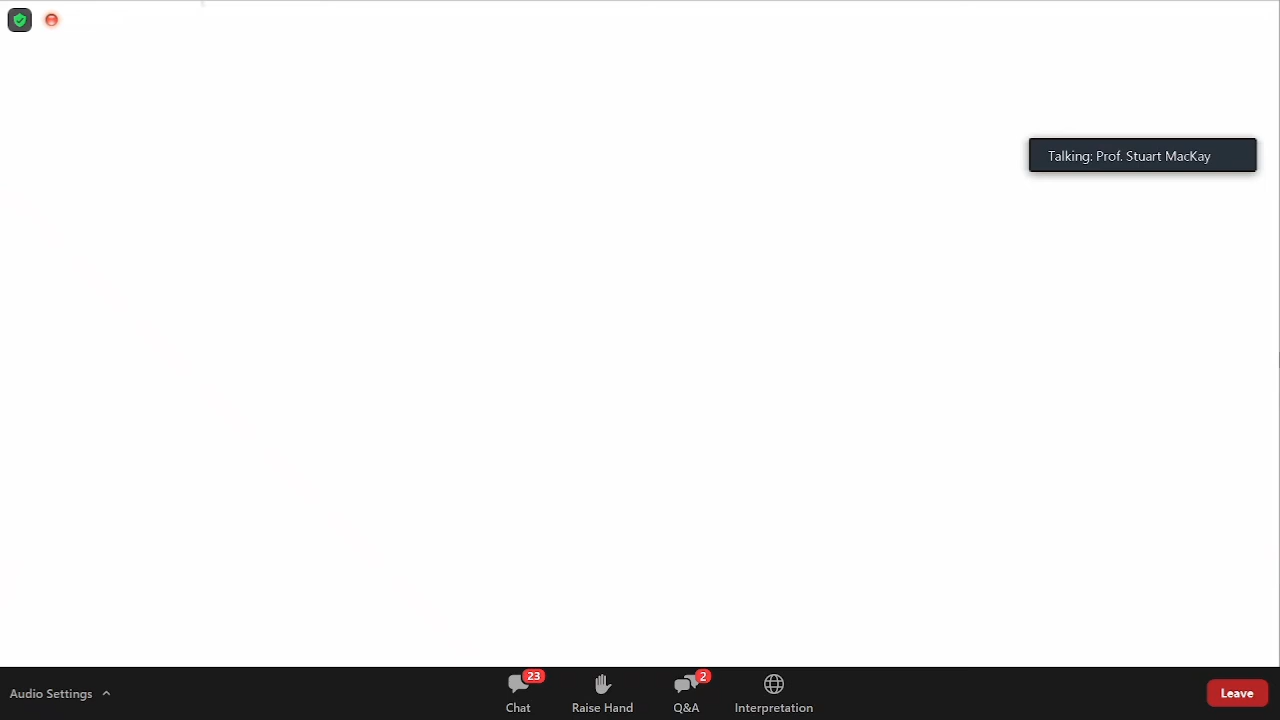 Talking: Prof. Stuart MacKay
23
2
Audio Settings
Chat
Raise Hand
Q&A
Interpretation
Leave